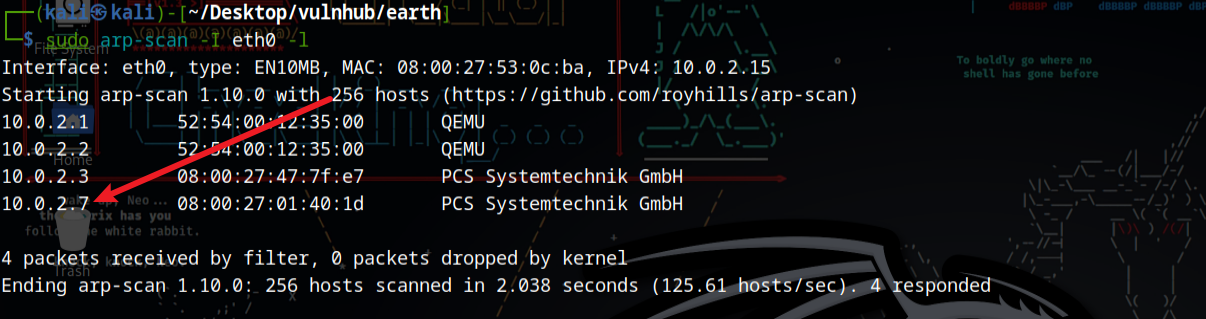 (kali㉿kali)-[~/Desktop/vulnhub/earth]
$ sudo arp-scan -I eth0 -l
Interface: eth0, type: EN10MB, MAC: 08:00:27:53:0c:ba, IPv4: 10.0.2.15
Starting arp-scan 1.10.0 with 256 hosts (https://github.com/royhills/arp-scan)
10.0.2.1 52:54:00:12:35:00 QEMU
10.0.2.2 52:54:00:12:35:00 QEMU
10.0.2.3 08:00:27:47:7f:e7 PCS Systemtechnik GmbH
10.0.2.7 08:00:27:01:40:1d PCS Systemtechnik GmbH
4 packets received by filter, 0 packets dropped by kernel
Ending arp-scan 1.10.0: 256 hosts scanned in 2.038 seconds (125.61 hosts/sec). 4 responded
File System
Home
Trash
To boldly go where no
shell has gone before
up, Neo...
the rix has you
follo he white rabbit.